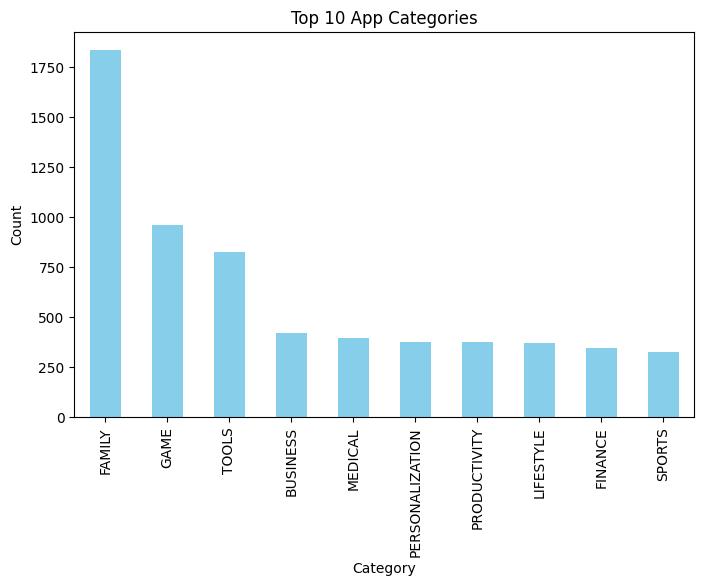 Top 10 App Categories
Count
1750
1500
1250
1000
750
500
250
0
FAMILY
GAME
TOOLS
BUSINESS
MEDICAL
PERSONALIZATION
PRODUCTIVITY
LIFESTYLE
FINANCE
SPORTS
Category